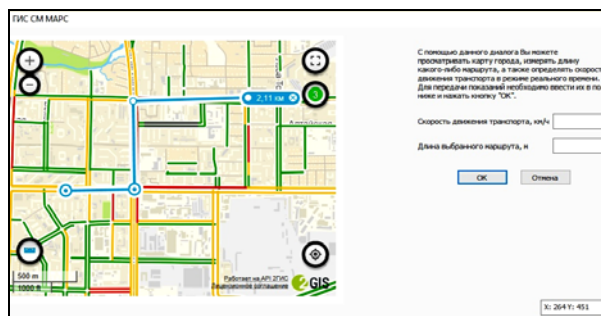 ГИС СМ МАРС
С помощью данного диалога Вы можете
просматривать карту города, измерять длину
какого-либо маршрута, а также определять скорост
движения транспорта в режиме реального времени.
Для передачи показаний необходимо ввести их в по
ниже и нажать кнопку "ОК".
Скорость движения транспорта, км/ч
Длина выбранного маршрута, м
ОК
Отмена
2,11 км
3
500 m
1000 ft
Работает на API 2ГИС
Лицензионное соглашение
2GIS
X: 264 Y: 451